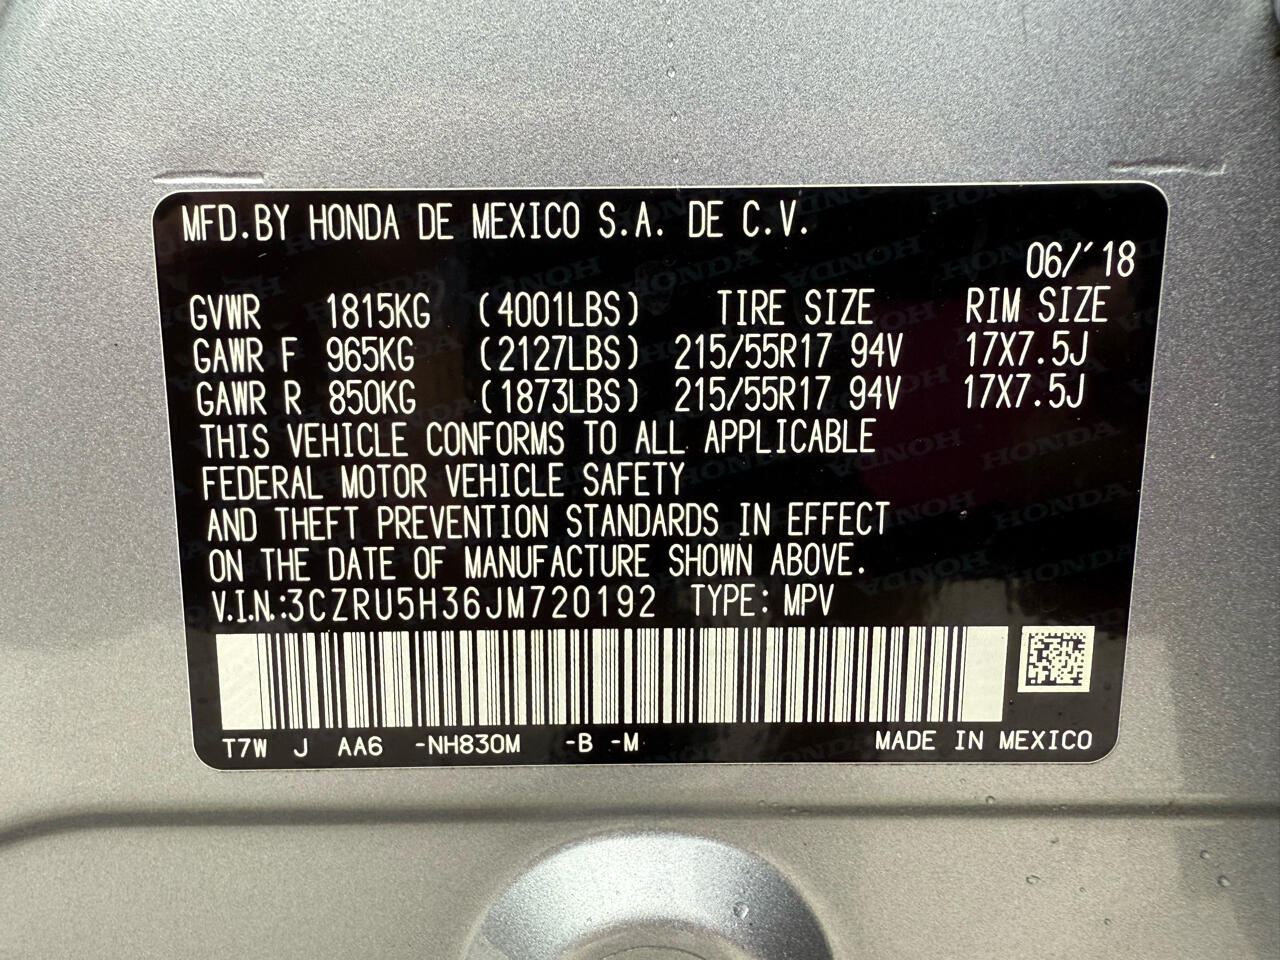 MFD.BY HONDA DE MEXICO S.A. DE C.V.
06/'18
GVWR 1815KG (4001LBS) TIRE SIZE RIM SIZE
GAWR F 965KG (2127LBS) 215/55R17 94V 17X7.5J
GAWR R 850KG (1873LBS) 215/55R17 94V 17X7.5J
THIS VEHICLE CONFORMS TO ALL APPLICABLE
FEDERAL MOTOR VEHICLE SAFETY
AND THEFT PREVENTION STANDARDS IN EFFECT
ON THE DATE OF MANUFACTURE SHOWN ABOVE.
V.I.N.:3CZRU5H36JM720192 TYPE: MPV
T7W J AA6 -NH830M -B -M MADE IN MEXICO